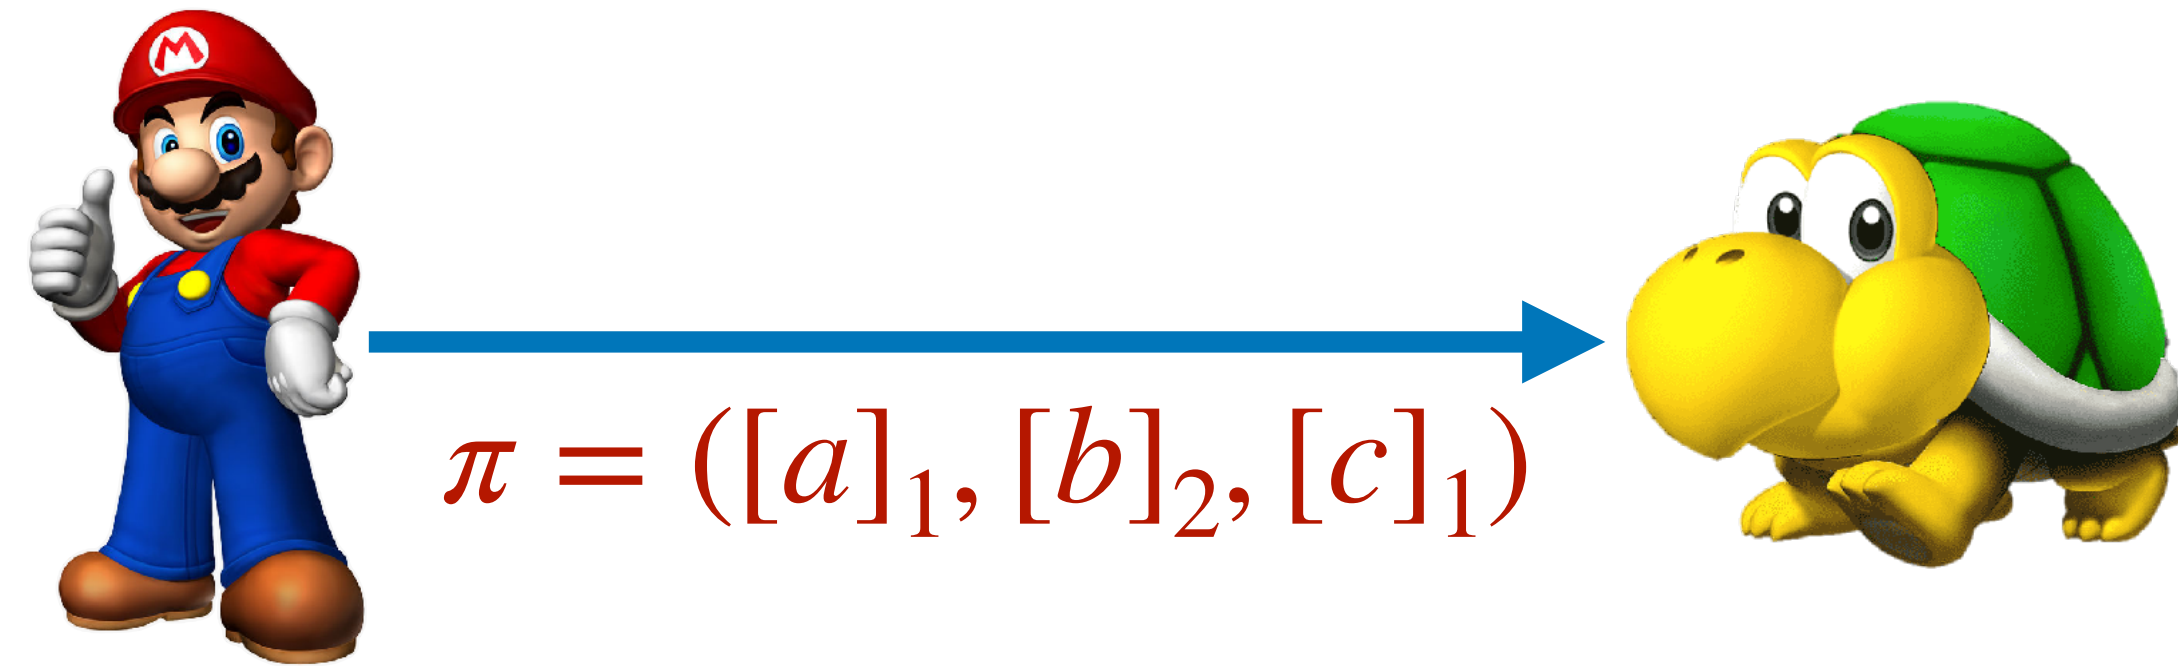 M
π = ([a]₁, [b]₂, [c]₁)